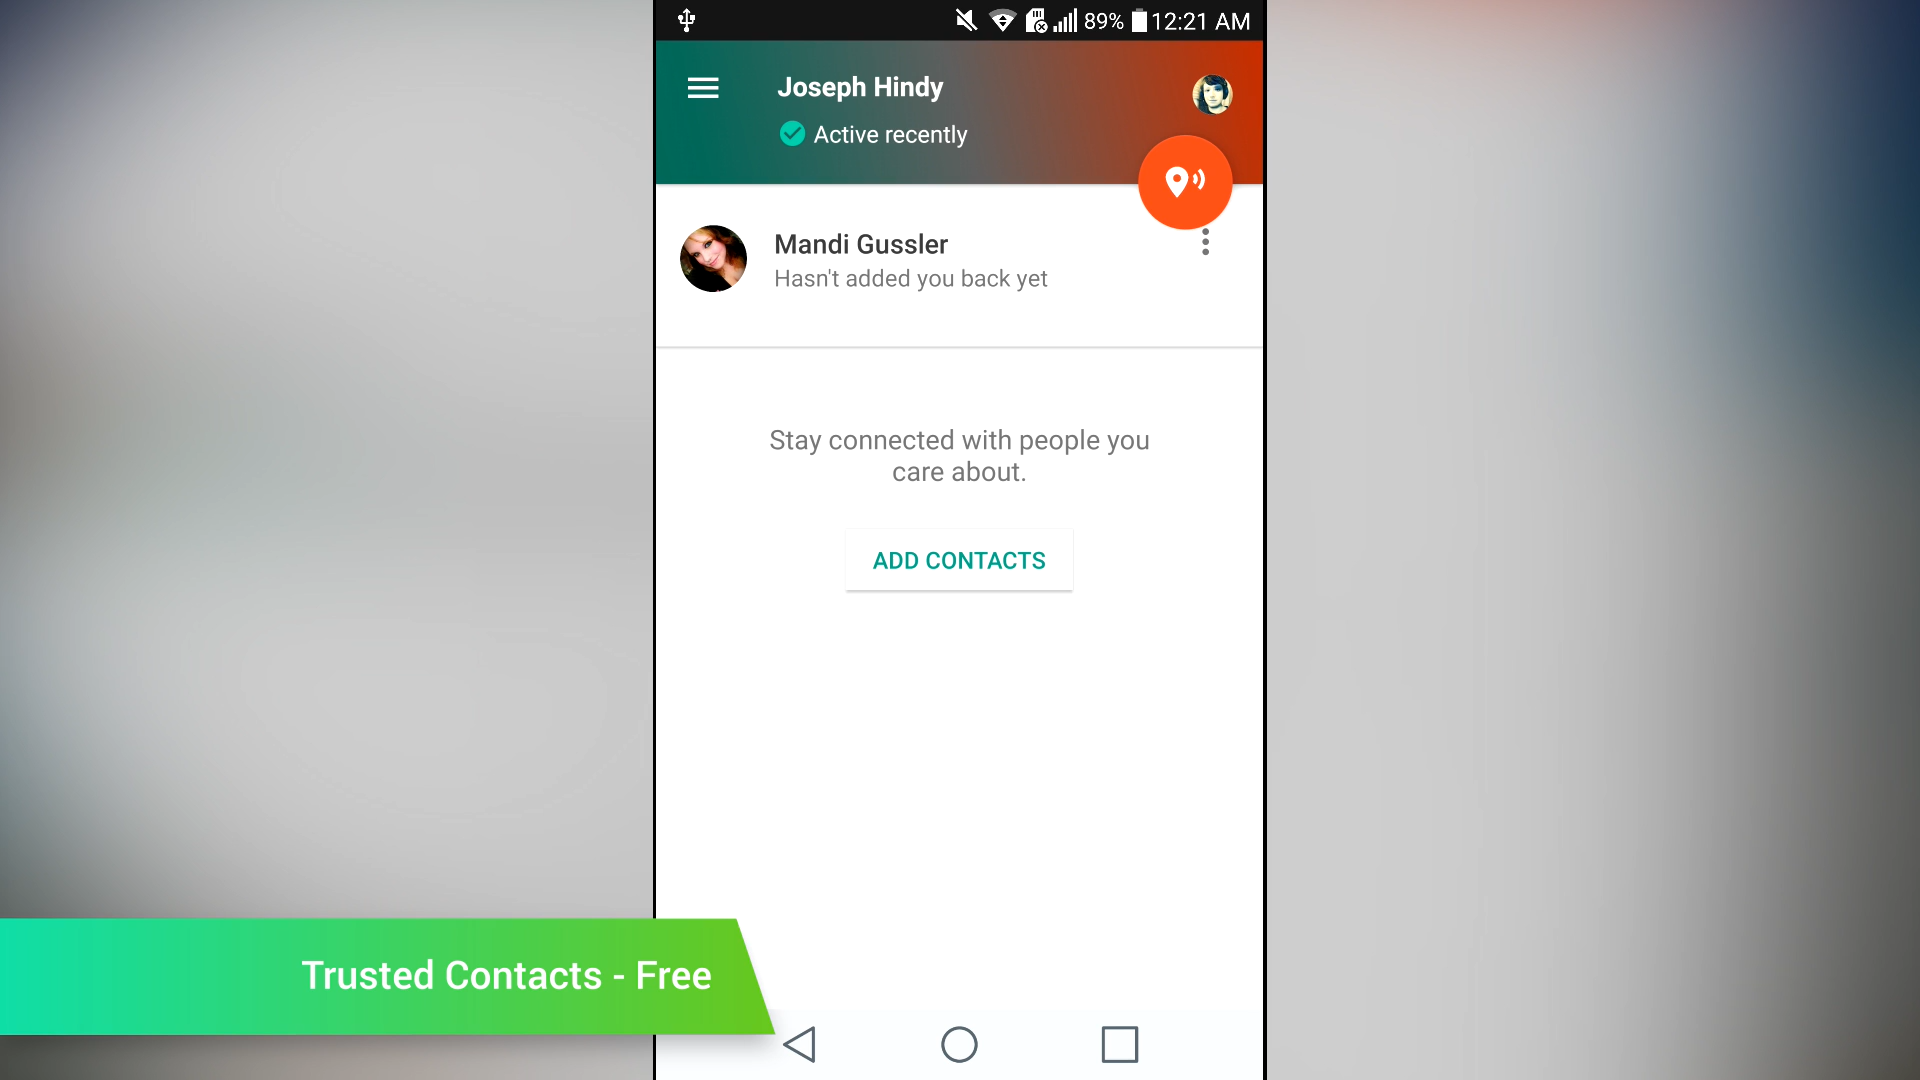 89% 12:21 AM
Joseph Hindy
Active recently
Mandi Gussler
Hasn't added you back yet
Stay connected with people you
care about.
ADD CONTACTS
Trusted Contacts - Free